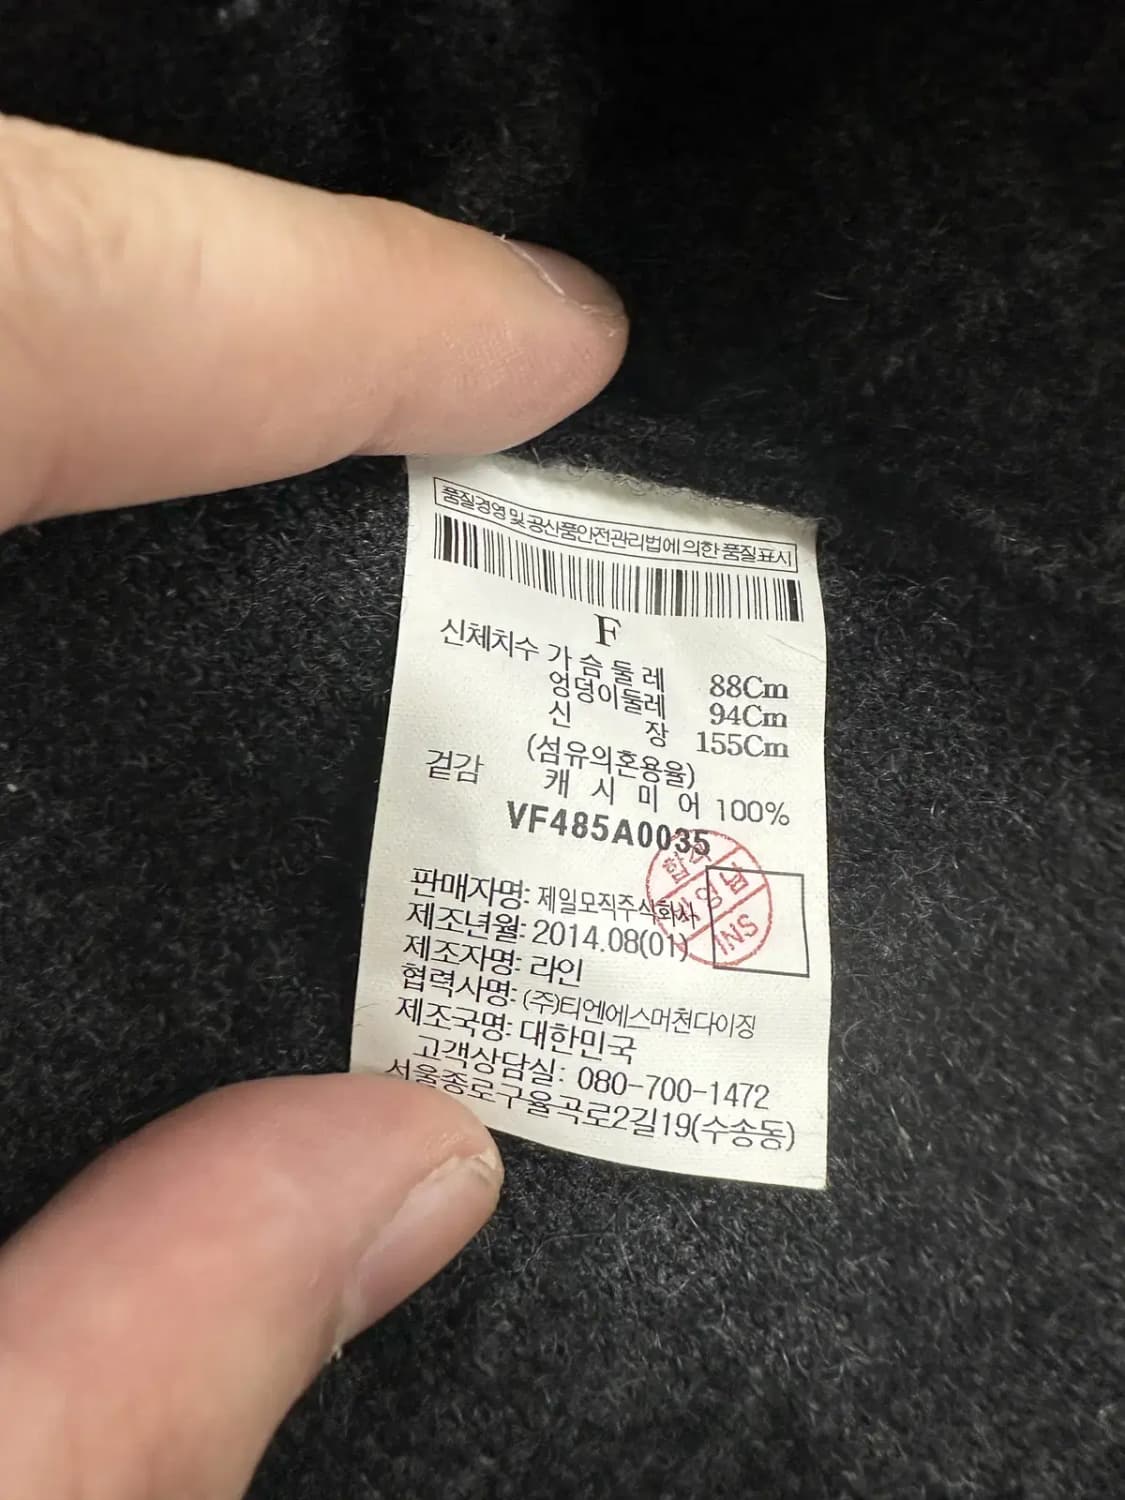 품질경영 및 공산품안전관리법에 의한 품질표시
F
신체치수 가슴둘레 88Cm
엉덩이둘레 94Cm
신장 155Cm
(섬유의혼용율)
겉감 캐시미어 100%
VF485A0035
판매자명: 제일모직주식회사
제조년월: 2014.08(01)
제조자명: 라인
협력사명: (주)티엔에스머천다이징
제조국명: 대한민국
고객상담실: 080-700-1472
서울종로구율곡로2길19(수송동)
INS